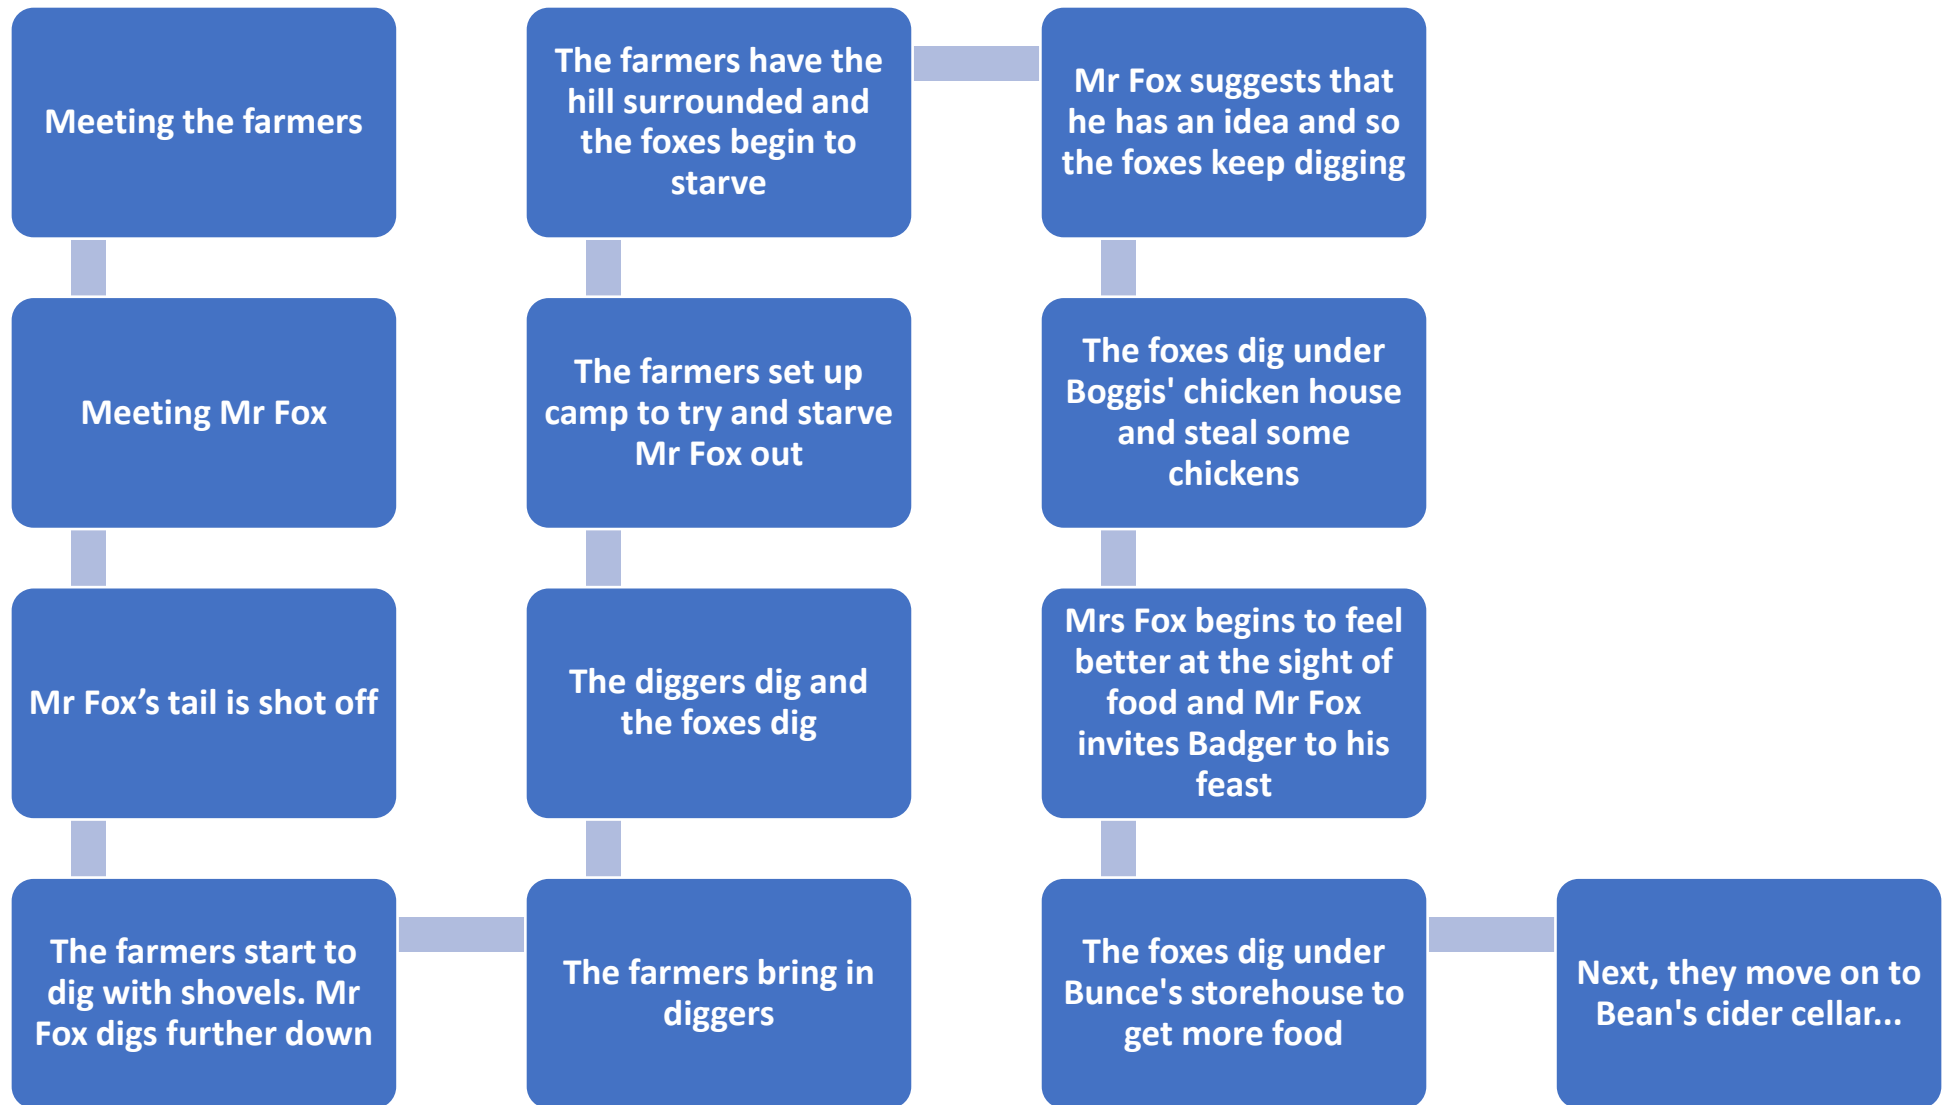 Meeting the farmers
Meeting Mr Fox
Mr Fox’s tail is shot off
The farmers start to
dig with shovels. Mr
Fox digs further down
The farmers bring in
diggers
The diggers dig and
the foxes dig
The farmers set up
camp to try and starve
Mr Fox out
The farmers have the
hill surrounded and
the foxes begin to
starve
Mr Fox suggests that
he has an idea and so
the foxes keep digging
The foxes dig under
Boggis' chicken house
and steal some
chickens
Mrs Fox begins to feel
better at the sight of
food and Mr Fox
invites Badger to his
feast
The foxes dig under
Bunce's storehouse to
get more food
Next, they move on to
Bean's cider cellar...